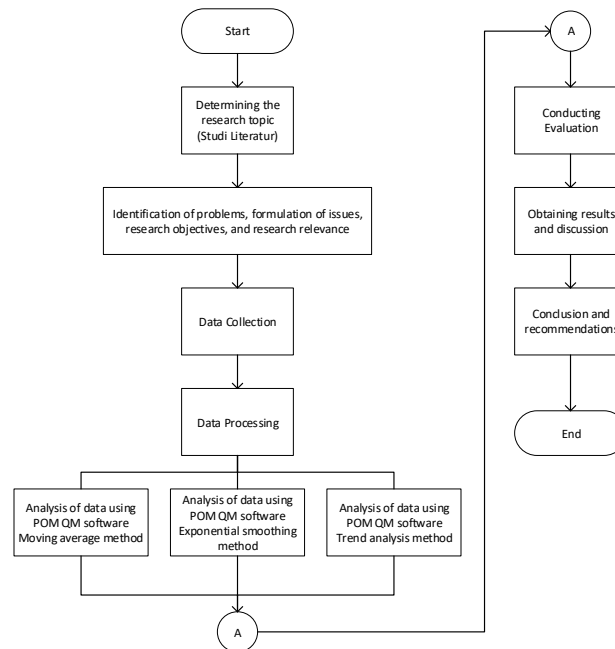 Start
Determining the
research topic
(Studi Literatur)
Identification of problems, formulation of issues,
research objectives, and research relevance
Data Collection
Data Processing
Analysis of data using
POM QM software
Moving average method
Analysis of data using
POM QM software
Exponential smoothing
method
Analysis of data using
POM QM software
Trend analysis method
A
A
Conducting
Evaluation
Obtaining results
and discussion
Conclusion and
recommendations
End